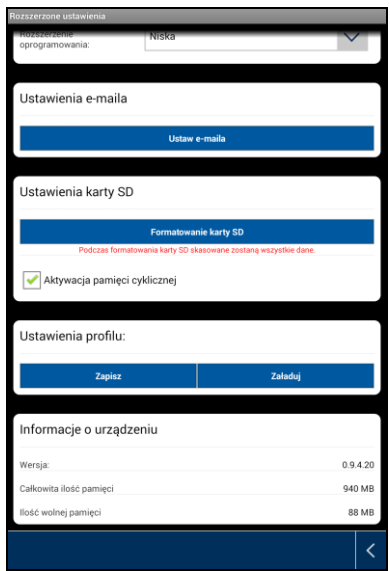 Rozszerzone ustawienia
Rozszerzenie
oprogramowania:
Niska
Ustawienia e-maila
Ustaw e-maila
Ustawienia karty SD
Formatowanie karty SD
Podczas formatowania karty SD skasowane zostaną wszystkie dane.
Aktywacja pamięci cyklicznej
Ustawienia profilu:
Zapisz
Załaduj
Informacje o urządzeniu
Wersja: 0.9.4.20
Całkowita ilość pamięci 940 MB
Ilość wolnej pamięci 88 MB